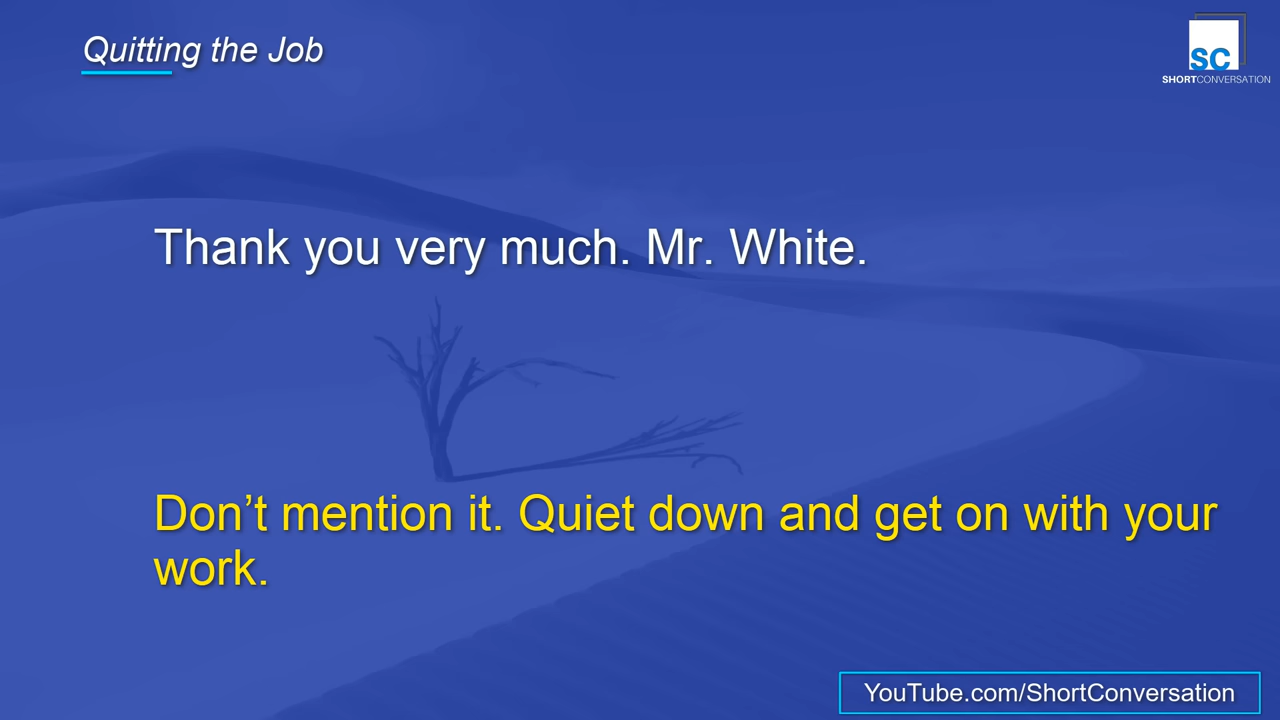 Quitting the Job
SC
SHORTCONVERSATION
Thank you very much. Mr. White.
Don’t mention it. Quiet down and get on with your
work.
YouTube.com/ShortConversation